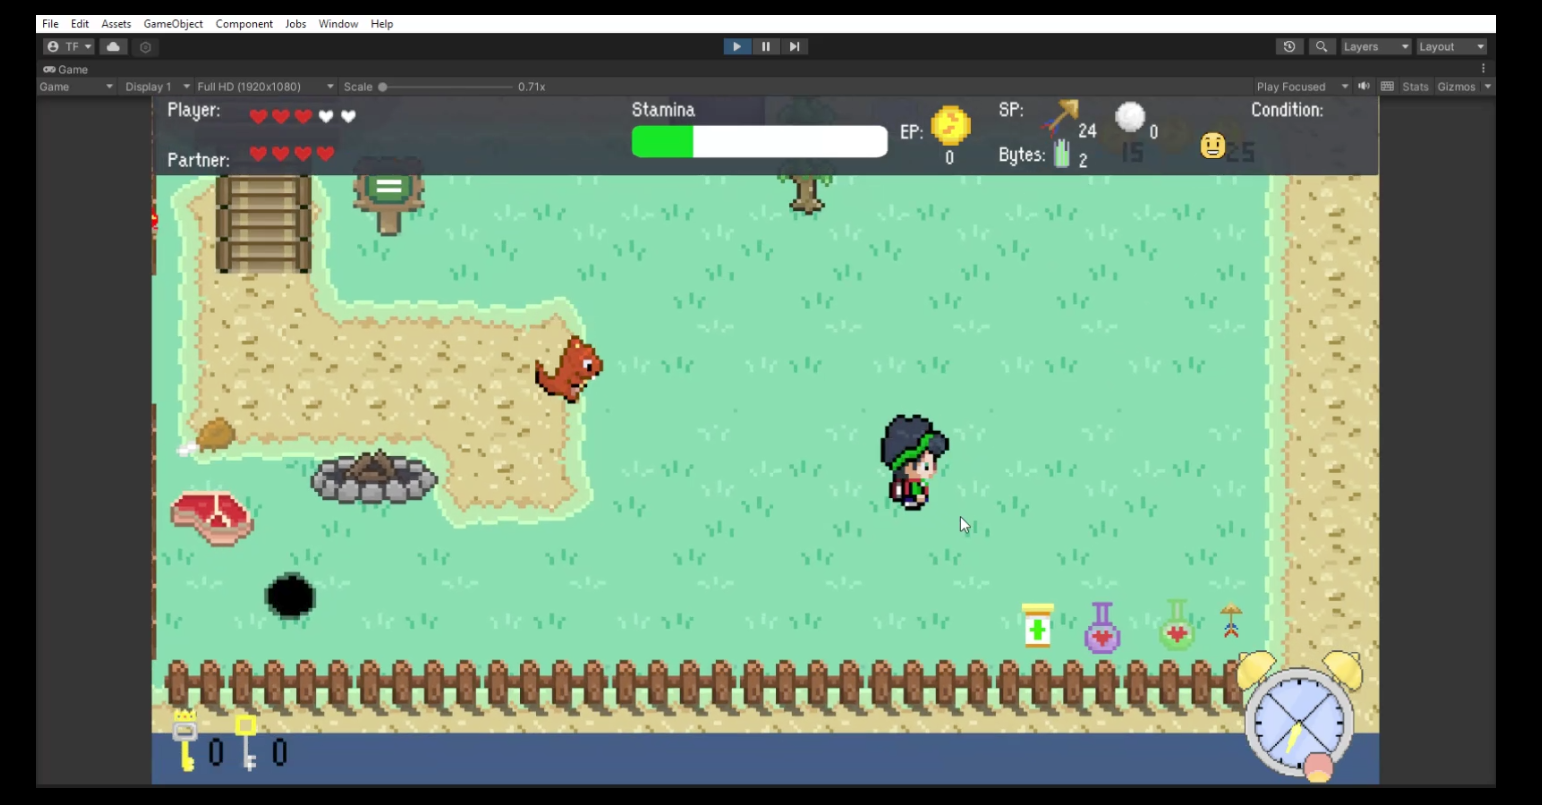 File Edit Assets GameObject Component Jobs Window Help
TF Layers Layout
Game
Game Display 1 Full HD (1920x1080) Scale 0.71x Play Focused Stats Gizmos
Player: Stamina SP: 24 0 Condition:
EP: 0
Partner: Bytes: 2 15 25
0 0